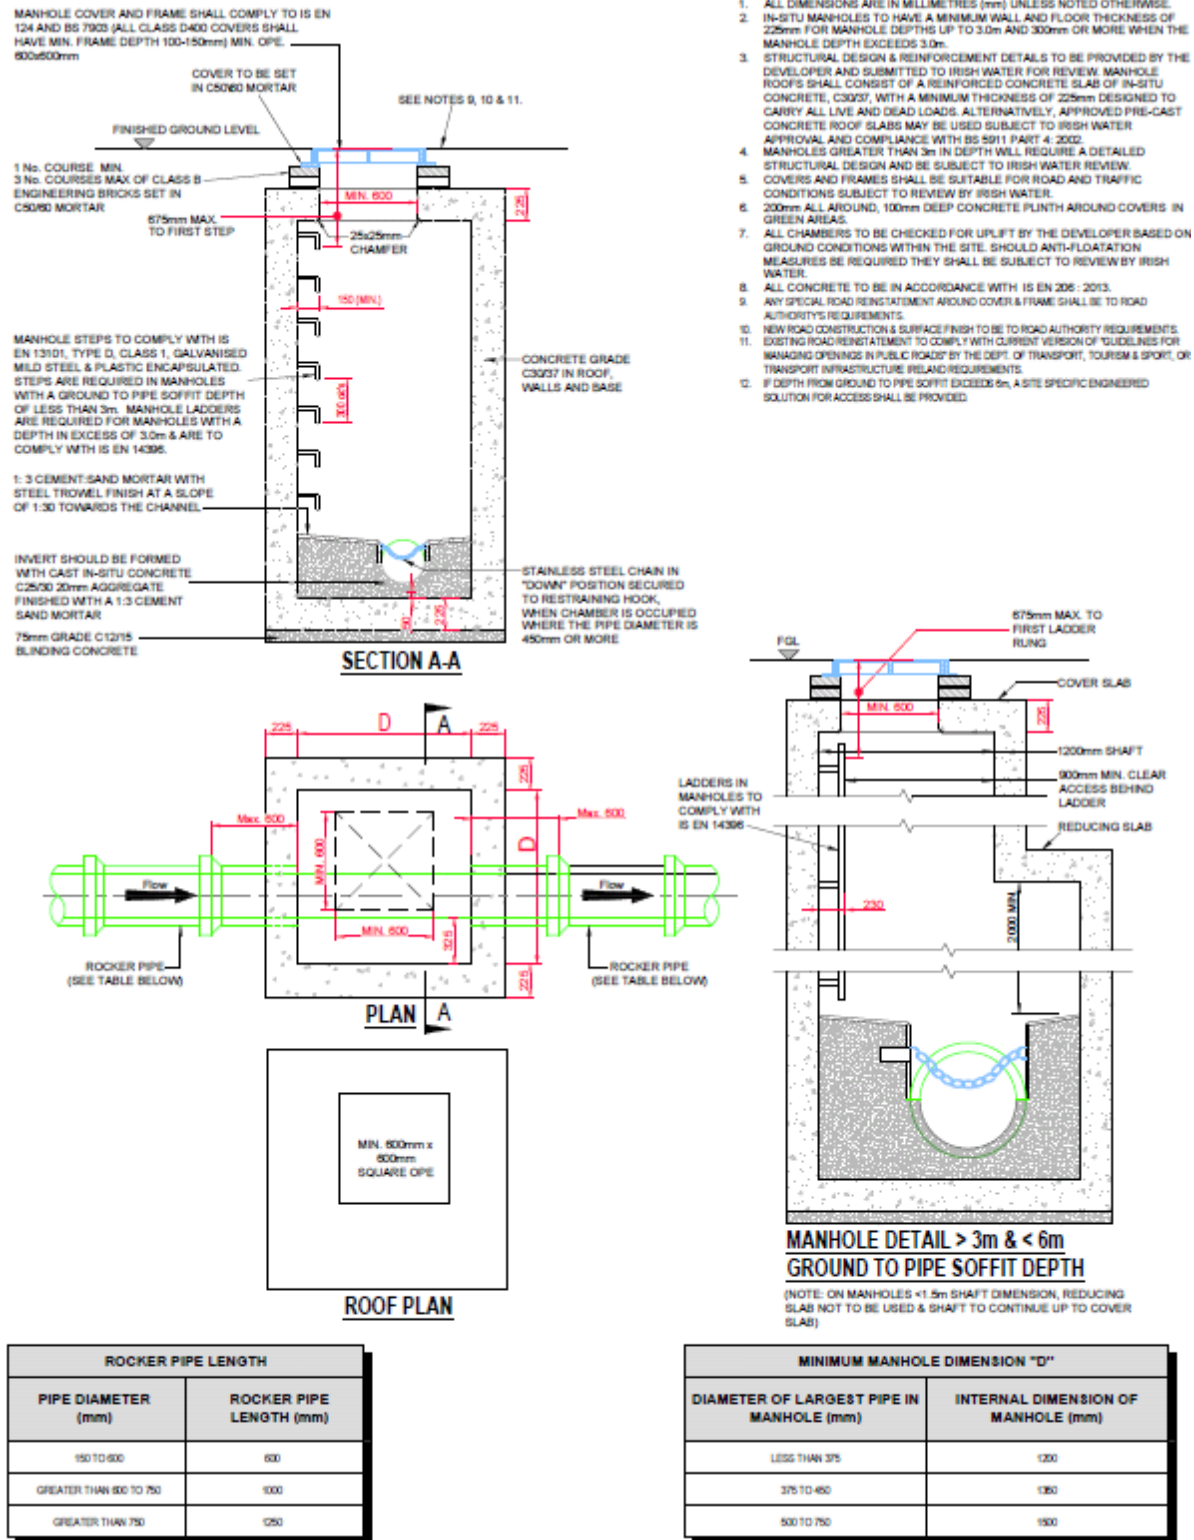 MANHOLE COVER AND FRAME SHALL COMPLY TO IS EN
124 AND BS 7903 (ALL CLASS D400 COVERS SHALL
HAVE MIN. FRAME DEPTH 100-150mm) MIN. OPE.
600x600mm
COVER TO BE SET
IN C50/60 MORTAR
SEE NOTES 9, 10 & 11.
FINISHED GROUND LEVEL
1 No. COURSE MIN.
3 No. COURSES MAX OF CLASS B
ENGINEERING BRICKS SET IN
C50/60 MORTAR
MIN. 600
225
675mm MAX.
TO FIRST STEP
25x25mm
CHAMFER
150 (MIN.)
MANHOLE STEPS TO COMPLY WITH IS
EN 13101, TYPE D, CLASS 1, GALVANISED
MILD STEEL & PLASTIC ENCAPSULATED.
STEPS ARE REQUIRED IN MANHOLES
WITH A GROUND TO PIPE SOFFIT DEPTH
OF LESS THAN 3m. MANHOLE LADDERS
ARE REQUIRED FOR MANHOLES WITH A
DEPTH IN EXCESS OF 3.0m & ARE TO
COMPLY WITH IS EN 14396.
300 c/c
CONCRETE GRADE
C30/37 IN ROOF,
WALLS AND BASE
1: 3 CEMENT:SAND MORTAR WITH
STEEL TROWEL FINISH AT A SLOPE
OF 1:30 TOWARDS THE CHANNEL
INVERT SHOULD BE FORMED
WITH CAST IN-SITU CONCRETE
C25/30 20mm AGGREGATE
FINISHED WITH A 1:3 CEMENT
SAND MORTAR
75mm GRADE C12/15
BLINDING CONCRETE
STAINLESS STEEL CHAIN IN
"DOWN" POSITION SECURED
TO RESTRAINING HOOK,
WHEN CHAMBER IS OCCUPIED
WHERE THE PIPE DIAMETER IS
450mm OR MORE
50
225
SECTION A-A
1. ALL DIMENSIONS ARE IN MILLIMETRES (mm) UNLESS NOTED OTHERWISE.
2 IN-SITU MANHOLES TO HAVE A MINIMUM WALL AND FLOOR THICKNESS OF
225mm FOR MANHOLE DEPTHS UP TO 3.0m AND 300mm OR MORE WHEN THE
MANHOLE DEPTH EXCEEDS 3.0m.
3. STRUCTURAL DESIGN & REINFORCEMENT DETAILS TO BE PROVIDED BY THE
DEVELOPER AND SUBMITTED TO IRISH WATER FOR REVIEW. MANHOLE
ROOFS SHALL CONSIST OF A REINFORCED CONCRETE SLAB OF IN-SITU
CONCRETE, C30/37, WITH A MINIMUM THICKNESS OF 225mm DESIGNED TO
CARRY ALL LIVE AND DEAD LOADS. ALTERNATIVELY, APPROVED PRE-CAST
CONCRETE ROOF SLABS MAY BE USED SUBJECT TO IRISH WATER
APPROVAL AND COMPLIANCE WITH BS 5911 PART 4: 2002.
4. MANHOLES GREATER THAN 3m IN DEPTH WILL REQUIRE A DETAILED
STRUCTURAL DESIGN AND BE SUBJECT TO IRISH WATER REVIEW.
5. COVERS AND FRAMES SHALL BE SUITABLE FOR ROAD AND TRAFFIC
CONDITIONS SUBJECT TO REVIEW BY IRISH WATER.
6. 200mm ALL AROUND, 100mm DEEP CONCRETE PLINTH AROUND COVERS IN
GREEN AREAS.
7. ALL CHAMBERS TO BE CHECKED FOR UPLIFT BY THE DEVELOPER BASED ON
GROUND CONDITIONS WITHIN THE SITE. SHOULD ANTI-FLOATATION
MEASURES BE REQUIRED THEY SHALL BE SUBJECT TO REVIEW BY IRISH
WATER.
8. ALL CONCRETE TO BE IN ACCORDANCE WITH IS EN 206 : 2013.
9. ANY SPECIAL ROAD REINSTATEMENT AROUND COVER & FRAME SHALL BE TO ROAD
AUTHORITY'S REQUIREMENTS.
10. NEW ROAD CONSTRUCTION & SURFACE FINISH TO BE TO ROAD AUTHORITY REQUIREMENTS.
11. EXISTING ROAD REINSTATEMENT TO COMPLY WITH CURRENT VERSION OF "GUIDELINES FOR
MANAGING OPENINGS IN PUBLIC ROADS" BY THE DEPT. OF TRANSPORT, TOURISM & SPORT, OR
TRANSPORT INFRASTRUCTURE IRELAND REQUIREMENTS.
12. IF DEPTH FROM GROUND TO PIPE SOFFIT EXCEEDS 6m, A SITE SPECIFIC ENGINEERED
SOLUTION FOR ACCESS SHALL BE PROVIDED.
225
D
A
225
225
Max. 600
Max. 600
MIN. 600
D
Flow
Flow
MIN. 600
325
225
ROCKER PIPE
(SEE TABLE BELOW)
ROCKER PIPE
(SEE TABLE BELOW)
PLAN
A
MIN. 600mm x
600mm
SQUARE OPE
ROOF PLAN
675mm MAX. TO
FIRST LADDER
RUNG
FGL
COVER SLAB
MIN. 600
225
1200mm SHAFT
900mm MIN. CLEAR
ACCESS BEHIND
LADDER
LADDERS IN
MANHOLES TO
COMPLY WITH
IS EN 14396
REDUCING SLAB
230
2000 MIN
MANHOLE DETAIL > 3m & < 6m
GROUND TO PIPE SOFFIT DEPTH
(NOTE: ON MANHOLES <1.5m SHAFT DIMENSION, REDUCING
SLAB NOT TO BE USED & SHAFT TO CONTINUE UP TO COVER
SLAB)
ROCKER PIPE LENGTH
PIPE DIAMETER (mm) ROCKER PIPE LENGTH (mm)
150 TO 600 600
GREATER THAN 600 TO 750 1000
GREATER THAN 750 1250
MINIMUM MANHOLE DIMENSION "D"
DIAMETER OF LARGEST PIPE IN MANHOLE (mm) INTERNAL DIMENSION OF MANHOLE (mm)
LESS THAN 375 1200
375 TO 450 1350
500 TO 750 1500